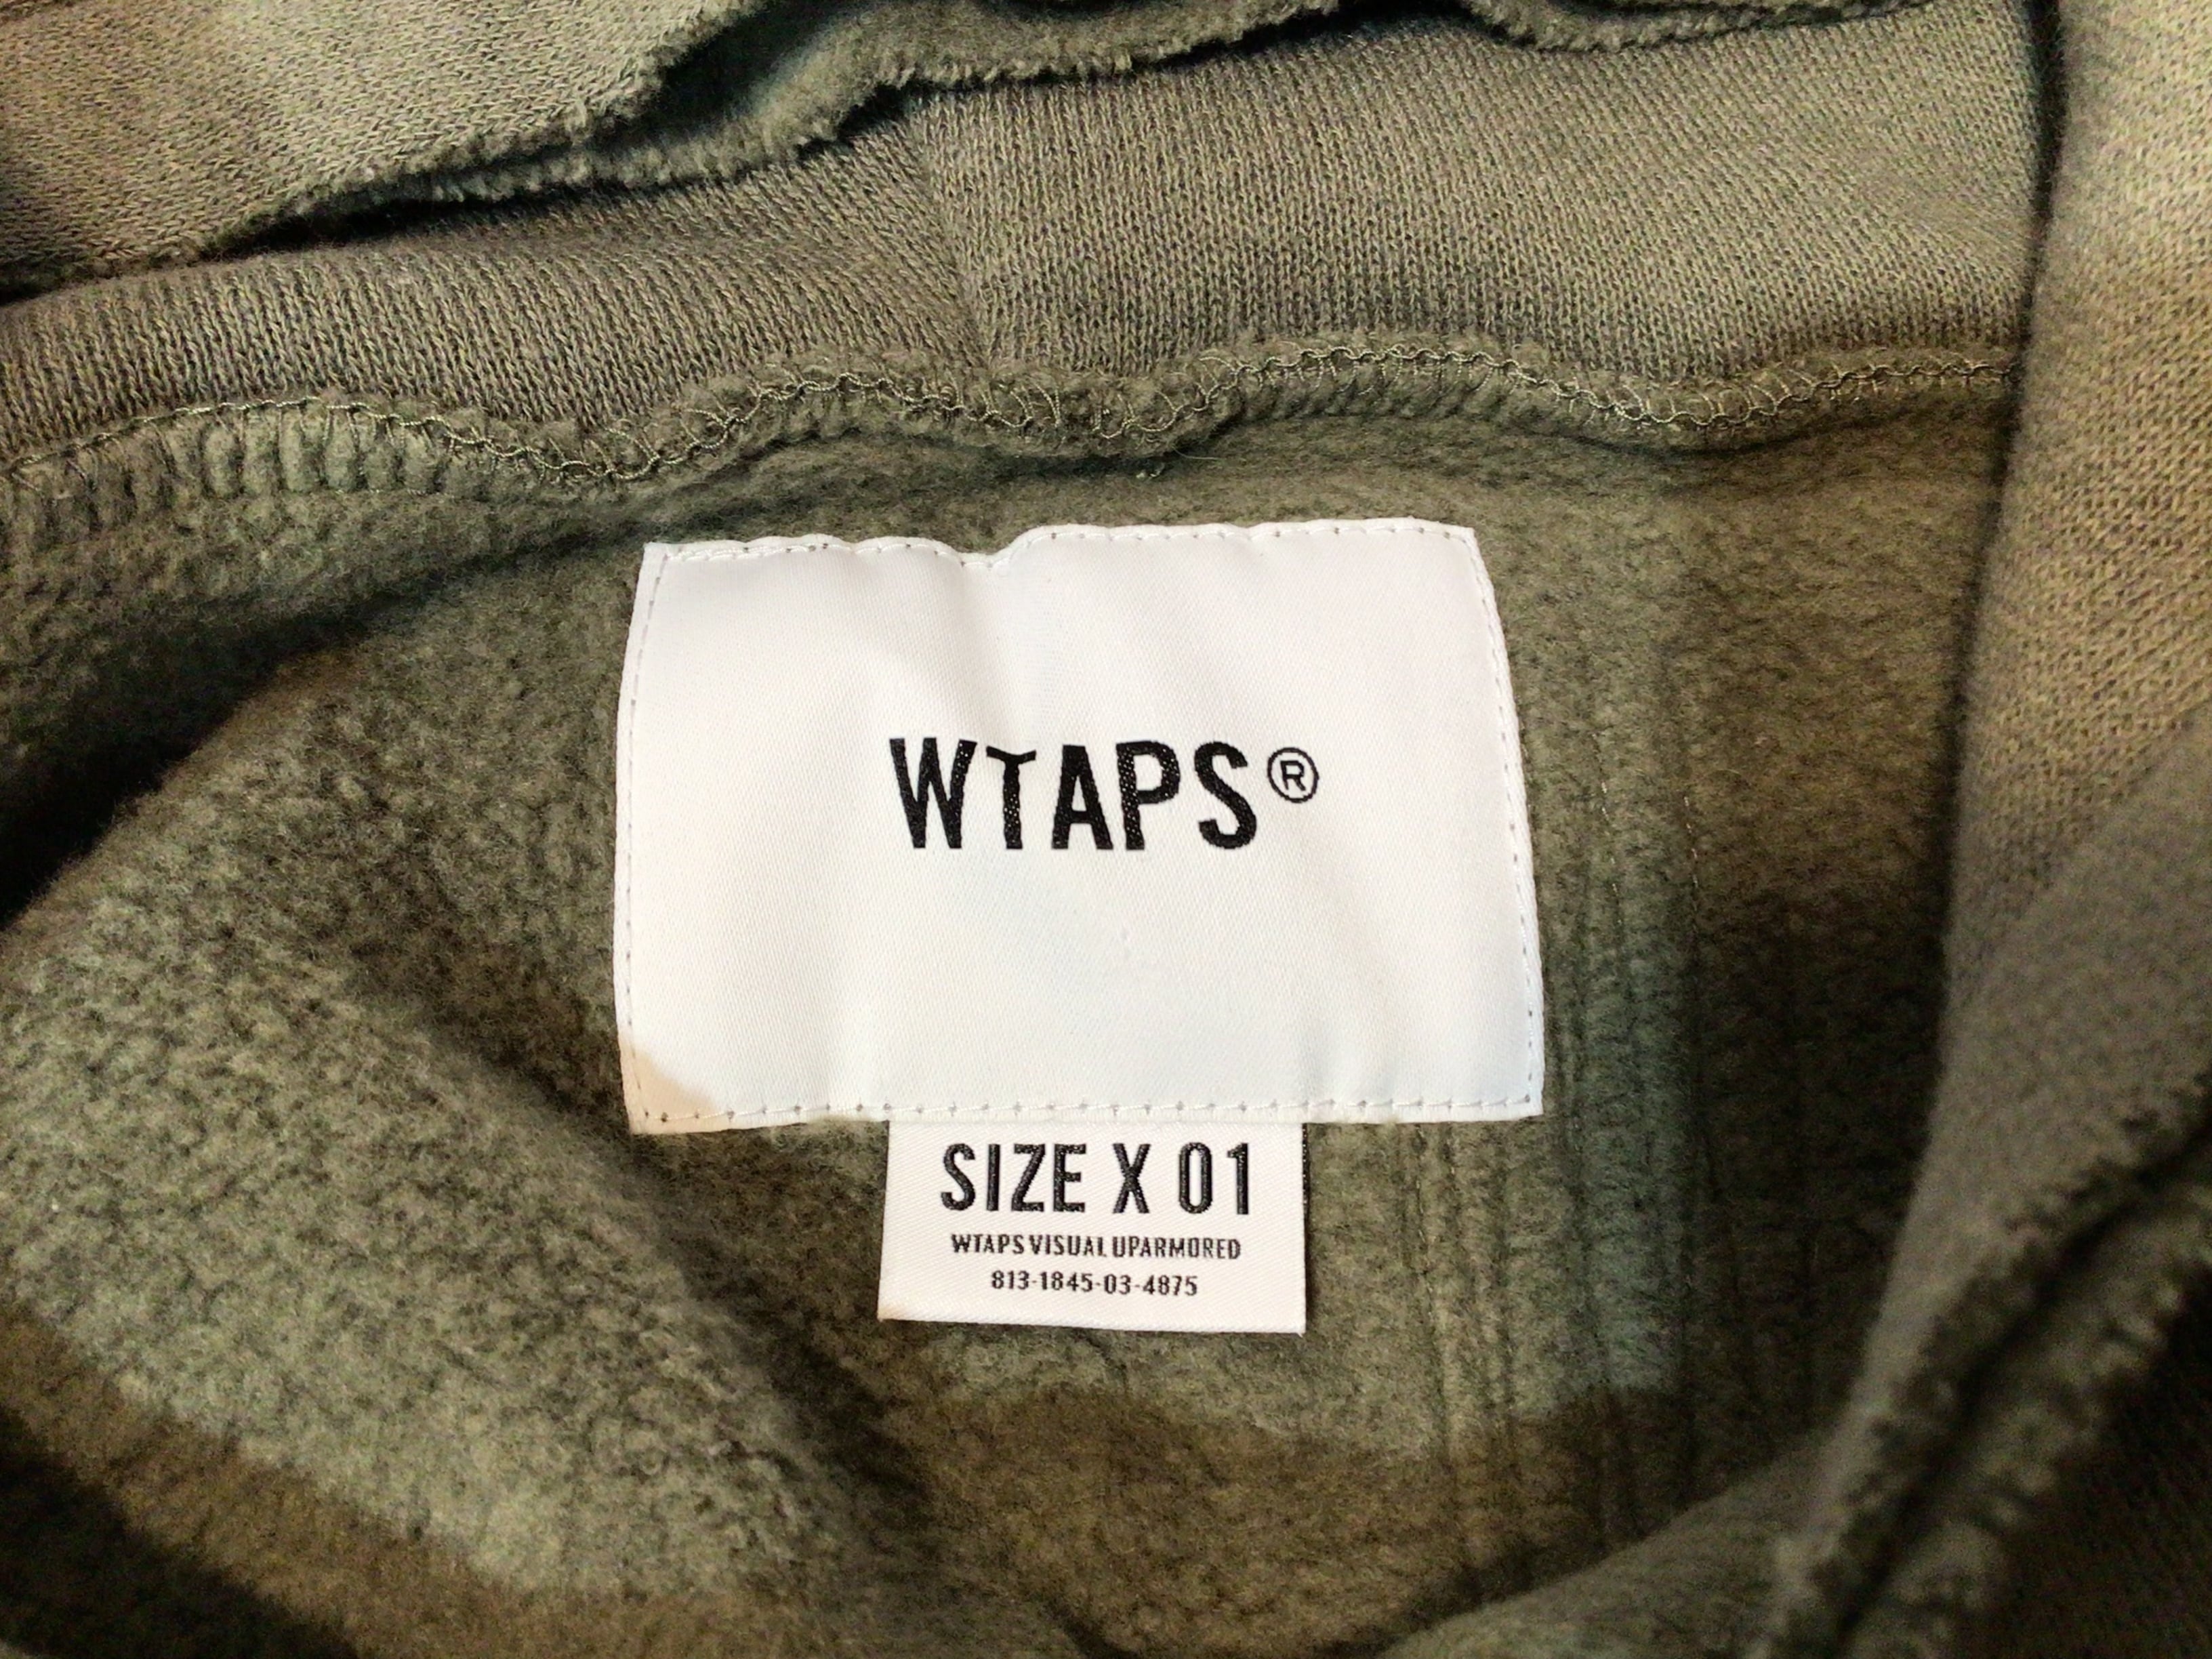 WTAPS®
SIZE X 01
WTAPS VISUAL UPARMORED
813-1845-03-4875